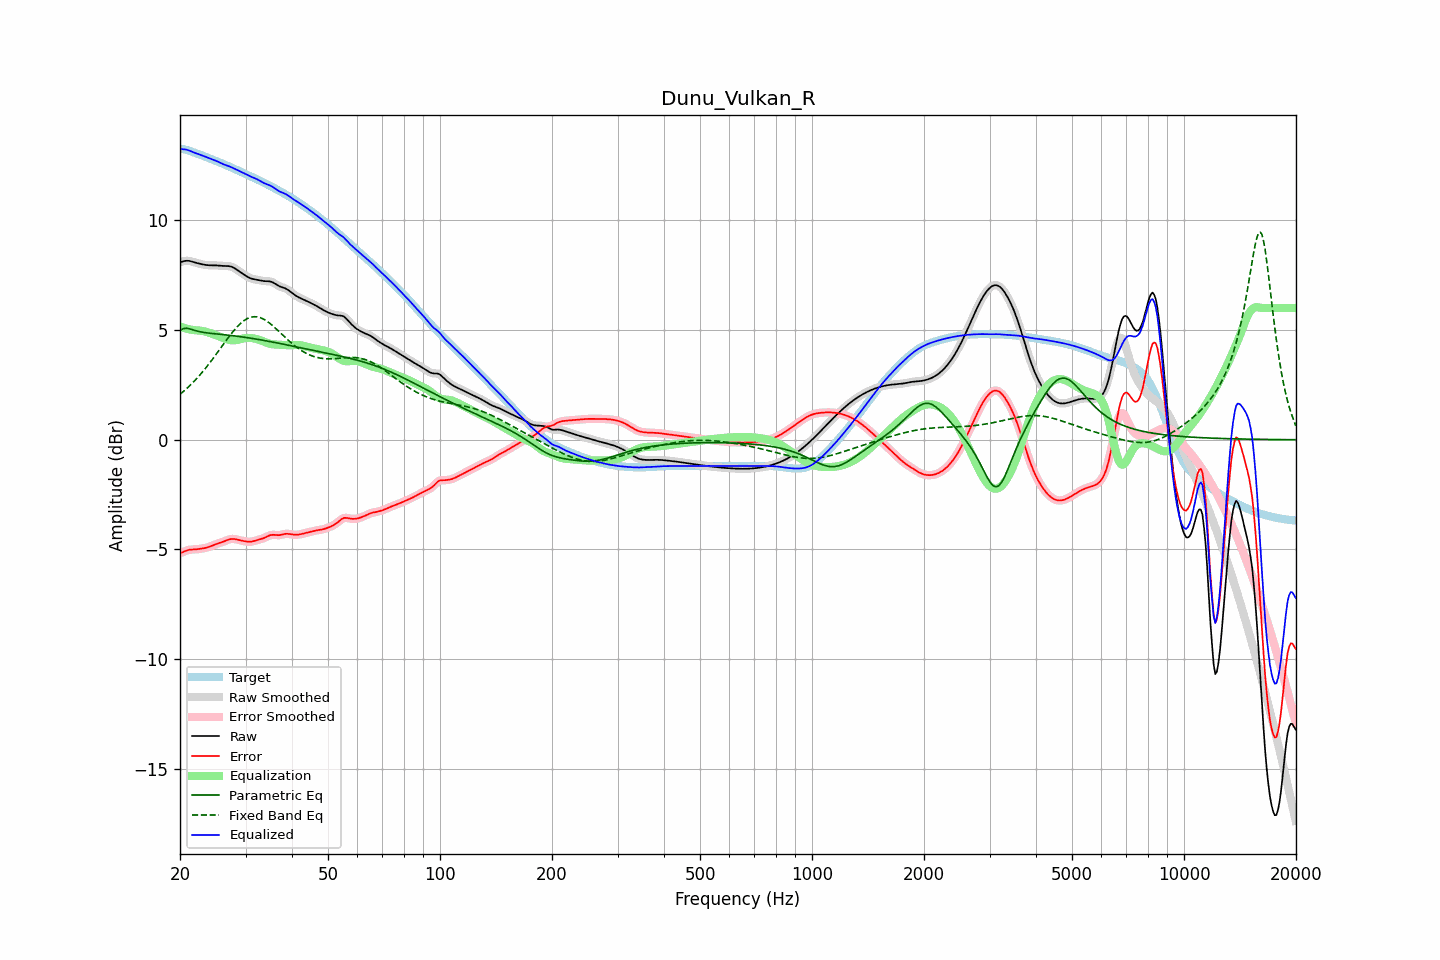 Dunu_Vulkan_R
Amplitude (dBr)
10
5
0
−5
−10
−15
Target
Raw Smoothed
Error Smoothed
Raw
Error
Equalization
Parametric Eq
Fixed Band Eq
Equalized
20
50
100
200
500
1000
2000
5000
10000
20000
Frequency (Hz)